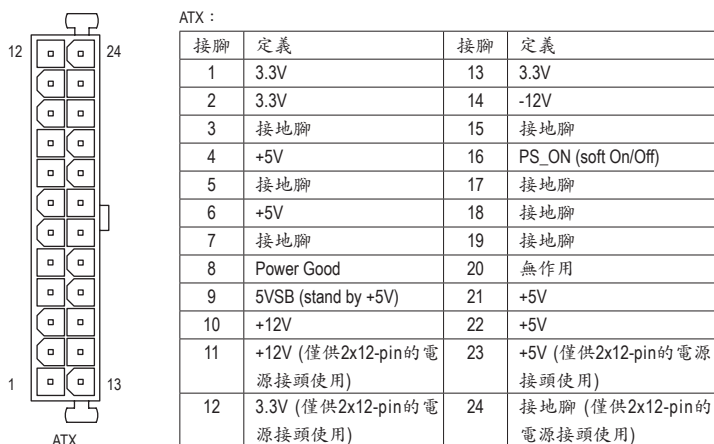 ATX：
12
24
1
13
ATX
接腳 定義 接腳 定義
1 3.3V 13 3.3V
2 3.3V 14 -12V
3 接地腳 15 接地腳
4 +5V 16 PS_ON (soft On/Off)
5 接地腳 17 接地腳
6 +5V 18 接地腳
7 接地腳 19 接地腳
8 Power Good 20 無作用
9 5VSB (stand by +5V) 21 +5V
10 +12V 22 +5V
11 +12V (僅供2x12-pin的電 23 +5V (僅供2x12-pin的電源
源接頭使用) 接頭使用)
12 3.3V (僅供2x12-pin的電 24 接地腳 (僅供2x12-pin的
源接頭使用) 電源接頭使用)